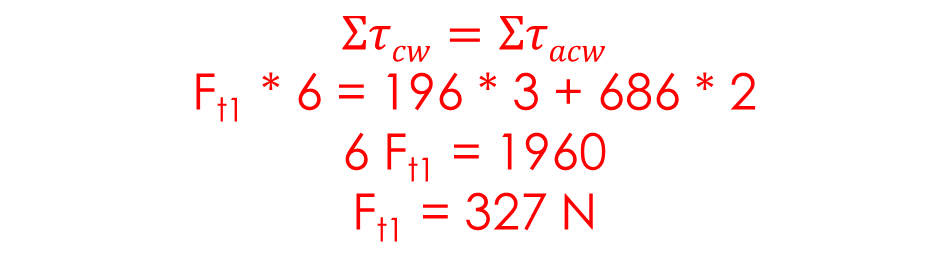 Στ_cw = Στ_acw
F_t1 * 6 = 196 * 3 + 686 * 2
6 F_t1 = 1960
F_t1 = 327 N